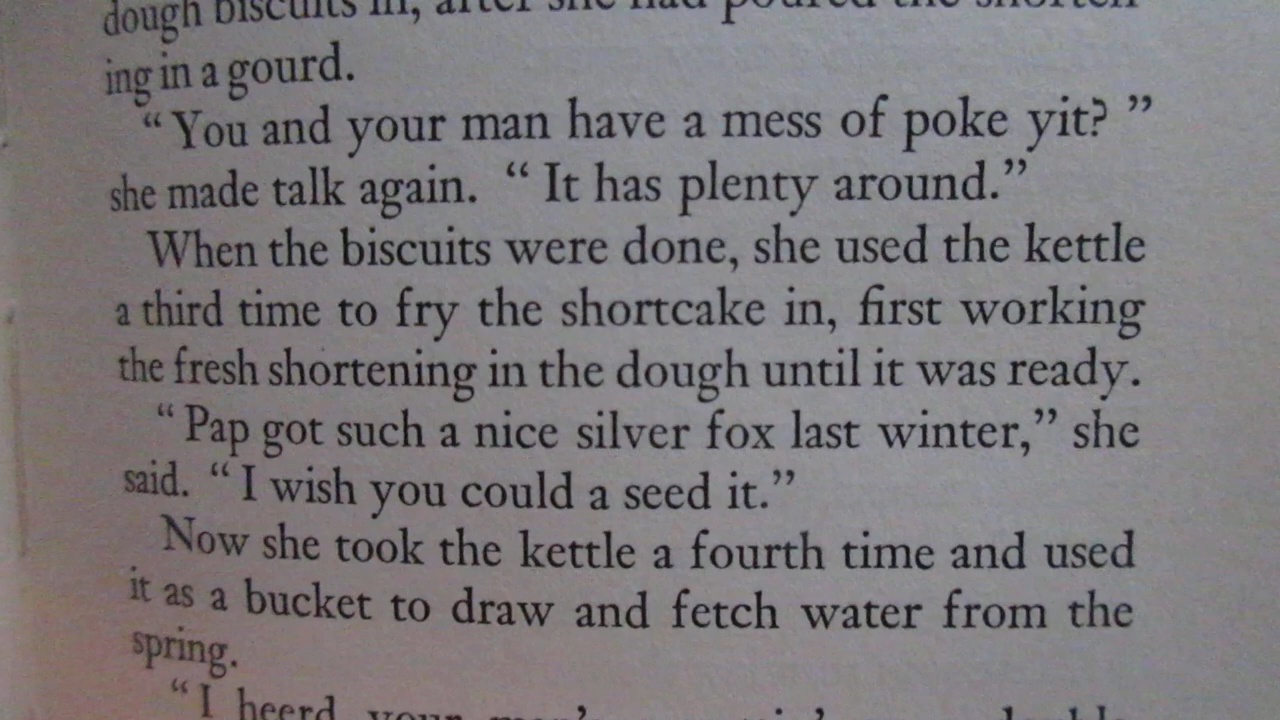 dough biscuits in, after she had poured the shorten-
ing in a gourd.
“ You and your man have a mess of poke yit? ”
she made talk again. “ It has plenty around.”
When the biscuits were done, she used the kettle
a third time to fry the shortcake in, first working
the fresh shortening in the dough until it was ready.
“ Pap got such a nice silver fox last winter,” she
said. “ I wish you could a seed it.”
Now she took the kettle a fourth time and used
it as a bucket to draw and fetch water from the
spring.
“ I heerd your man’s